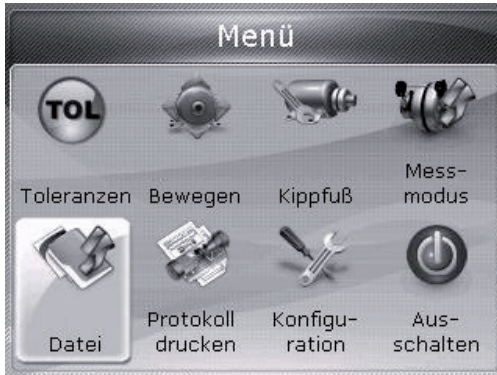 Menü
TOL
Toleranzen
Bewegen
Kippfuß
Mess-
modus
Datei
Protokoll
drucken
Konfigu-
ration
Aus-
schalten